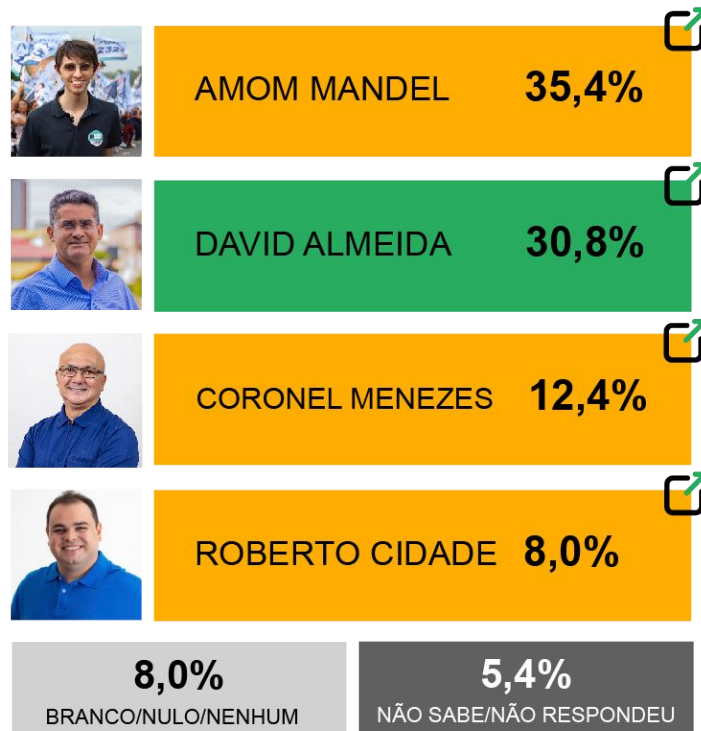 AMOM MANDEL 35,4%
DAVID ALMEIDA 30,8%
CORONEL MENEZES 12,4%
ROBERTO CIDADE 8,0%
8,0%
BRANCO/NULO/NENHUM
5,4%
NÃO SABE/NÃO RESPONDEU